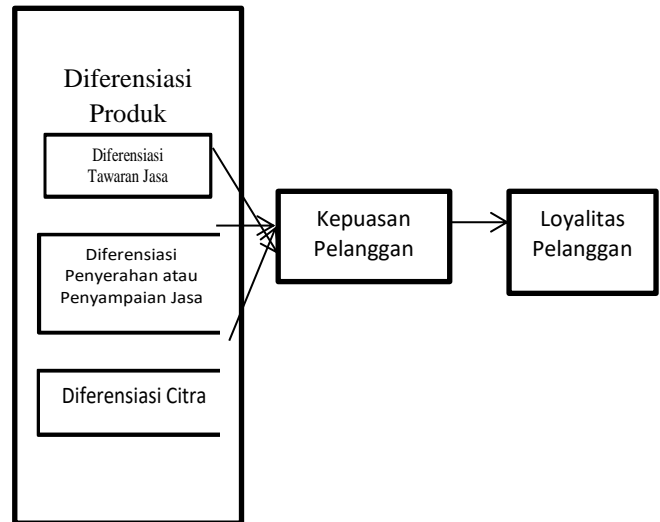 Diferensiasi
Produk
Diferensiasi
Tawaran Jasa
Diferensiasi
Penyerahan atau
Penyampaian Jasa
Diferensiasi Citra
Kepuasan
Pelanggan
Loyalitas
Pelanggan